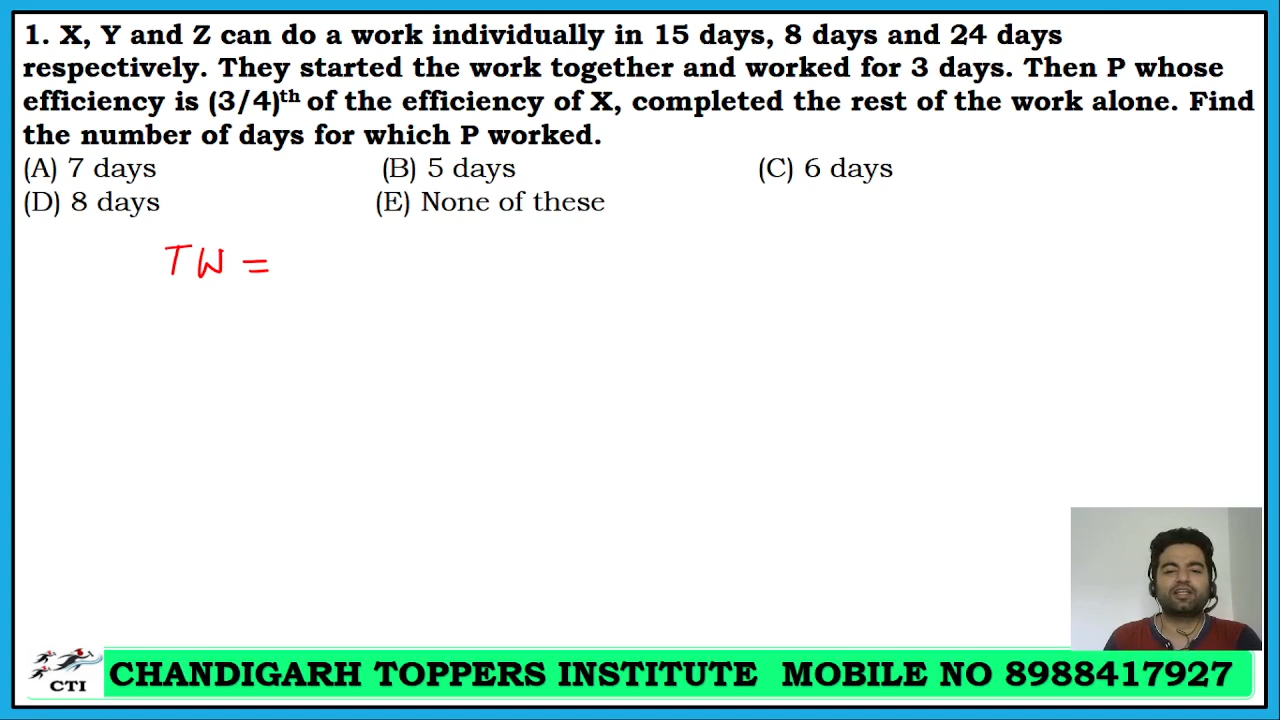 1. X, Y and Z can do a work individually in 15 days, 8 days and 24 days
respectively. They started the work together and worked for 3 days. Then P whose
efficiency is (3/4)th of the efficiency of X, completed the rest of the work alone. Find
the number of days for which P worked.
(A) 7 days (B) 5 days (C) 6 days
(D) 8 days (E) None of these
TW =
CTI CHANDIGARH TOPPERS INSTITUTE MOBILE NO 8988417927